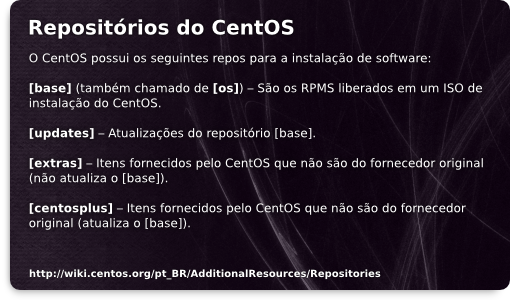 Repositórios do CentOS
O CentOS possui os seguintes repos para a instalação de software:
[base] (também chamado de [os]) – São os RPMS liberados em um ISO de
instalação do CentOS.
[updates] – Atualizações do repositório [base].
[extras] – Itens fornecidos pelo CentOS que não são do fornecedor original
(não atualiza o [base]).
[centosplus] – Itens fornecidos pelo CentOS que não são do fornecedor
original (atualiza o [base]).
http://wiki.centos.org/pt_BR/AdditionalResources/Repositories